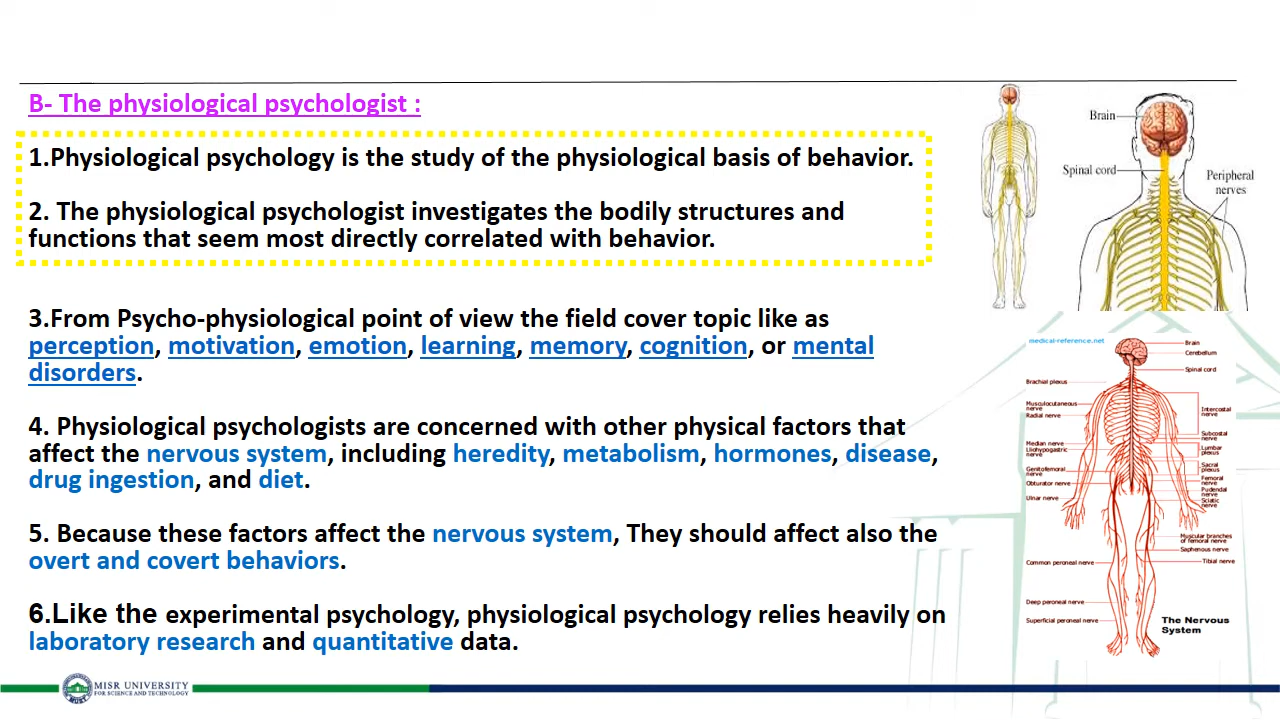 B- The physiological psychologist :
1.Physiological psychology is the study of the physiological basis of behavior.
2. The physiological psychologist investigates the bodily structures and
functions that seem most directly correlated with behavior.
3.From Psycho-physiological point of view the field cover topic like as
perception, motivation, emotion, learning, memory, cognition, or mental
disorders.
4. Physiological psychologists are concerned with other physical factors that
affect the nervous system, including heredity, metabolism, hormones, disease,
drug ingestion, and diet.
5. Because these factors affect the nervous system, They should affect also the
overt and covert behaviors.
6.Like the experimental psychology, physiological psychology relies heavily on
laboratory research and quantitative data.
Brain
Spinal cord
Peripheral
nerves
medical-reference.net
Brain
Cerebellum
Spinal cord
Brachial plexus
Musculocutaneous
nerve
Radial nerve
Median nerve
Iliohypogastric
nerve
Genitofemoral
nerve
Obturator nerve
Ulnar nerve
Common peroneal nerve
Deep peroneal nerve
Superficial peroneal nerve
Intercostal
nerve
Subcostal
nerve
Lumbar
plexus
Sacral
plexus
Femoral
nerve
Pudendal
nerve
Sciatic
nerve
Muscular branches
of femoral nerve
Saphenous nerve
Tibial nerve
The Nervous
System
MISR UNIVERSITY
FOR SCIENCE AND TECHNOLOGY
MUST